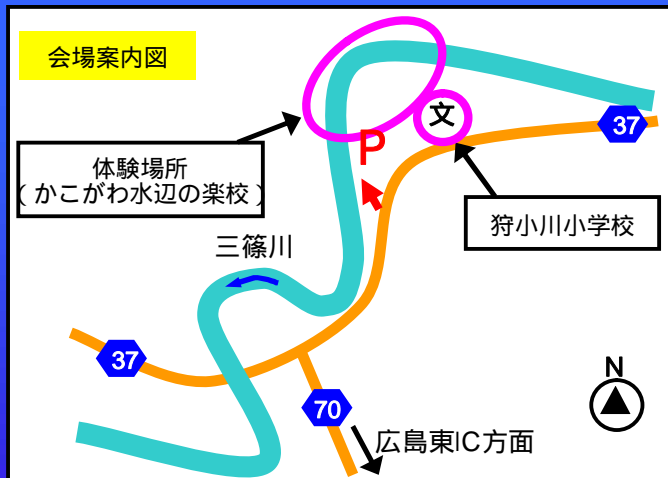 会場案内図
文
37
P
体験場所
(かこがわ水辺の楽校)
狩小川小学校
三篠川
37
N
70
広島東IC方面